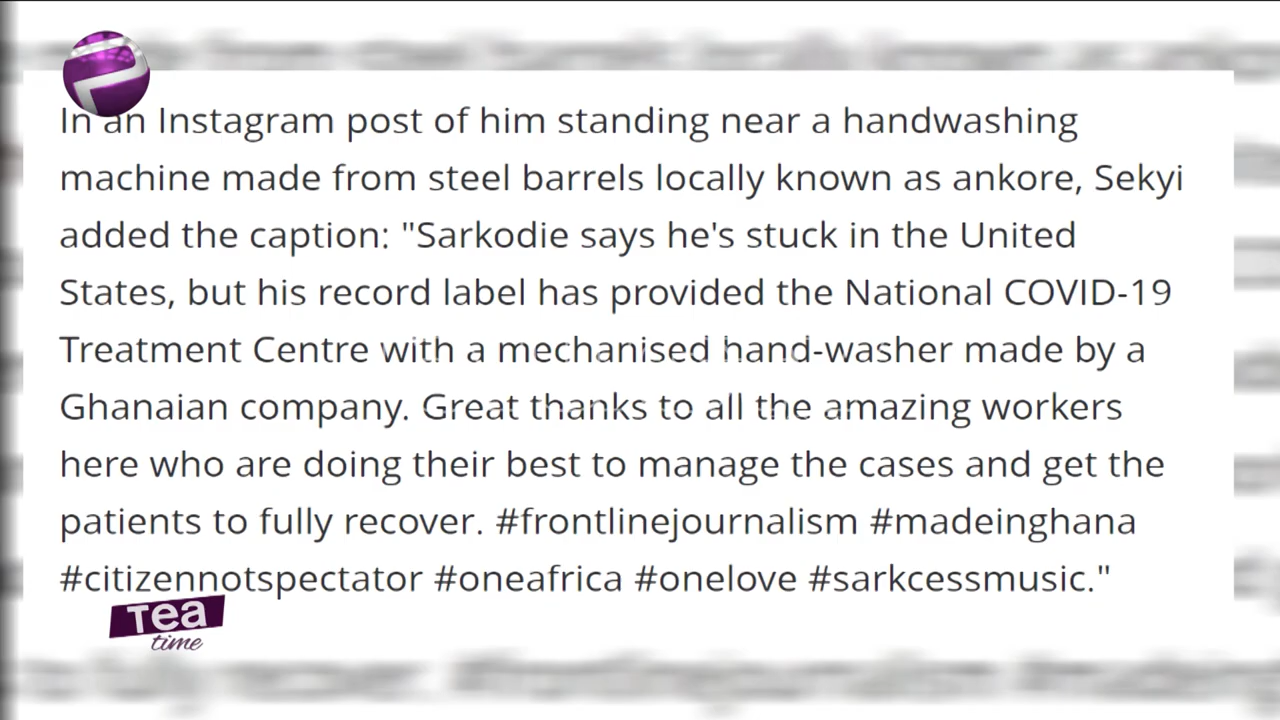 In an Instagram post of him standing near a handwashing
machine made from steel barrels locally known as ankore, Sekyi
added the caption: "Sarkodie says he's stuck in the United
States, but his record label has provided the National COVID-19
Treatment Centre with a mechanised hand-washer made by a
Ghanaian company. Great thanks to all the amazing workers
here who are doing their best to manage the cases and get the
patients to fully recover. #frontlinejournalism #madeinghana
#citizennotspectator #oneafrica #onelove #sarkcessmusic."
Tea
time